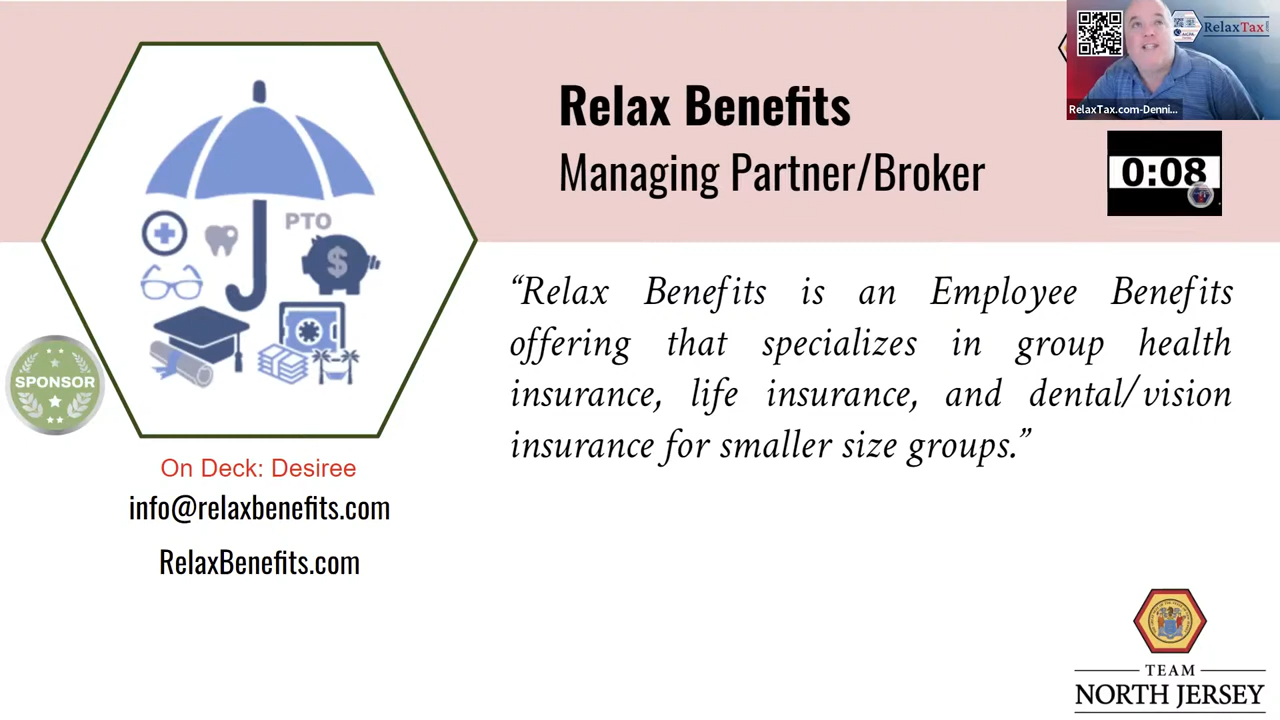 Relax Benefits
Managing Partner/Broker
RelaxTax.com
RelaxTax.com-Denni...
0:08
PTO
$
“Relax Benefits is an Employee Benefits
offering that specializes in group health
insurance, life insurance, and dental/vision
insurance for smaller size groups.”
SPONSOR
On Deck: Desiree
info@relaxbenefits.com
RelaxBenefits.com
TEAM
NORTH JERSEY